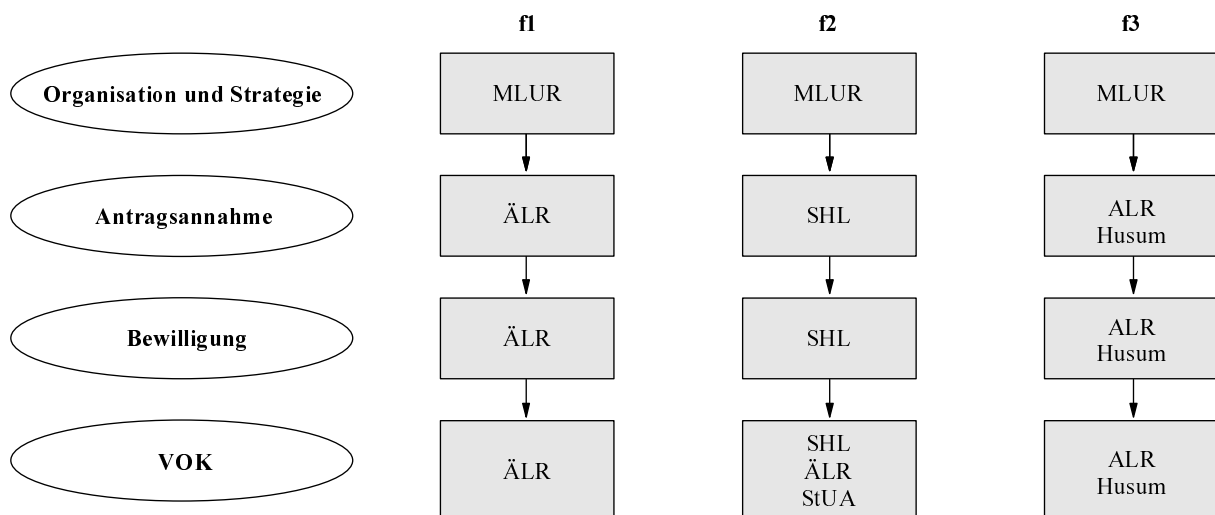 f1 f2 f3
Organisation und Strategie MLUR MLUR MLUR
Antragsannahme ÄLR SHL ALR
Husum
Bewilligung ÄLR SHL ALR
Husum
VOK ÄLR SHL
ÄLR
StUA
ALR
Husum